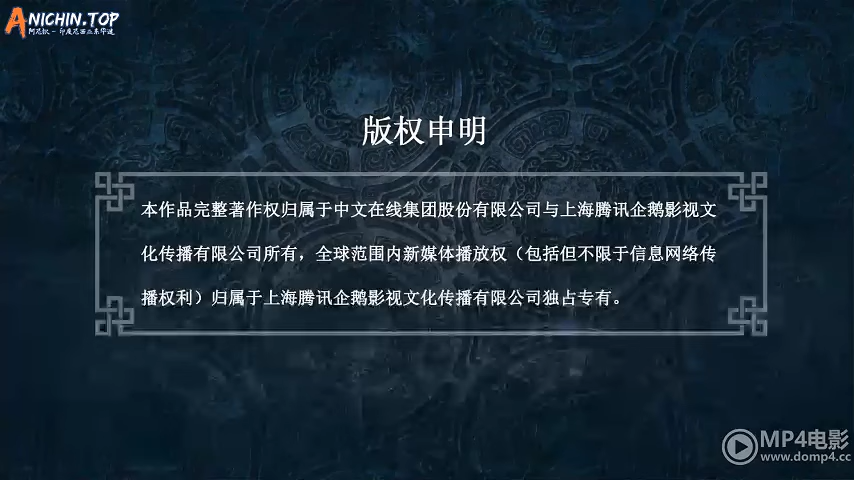 ANICHIN.TOP
版权申明
本作品完整著作权归属于中文在线集团股份有限公司与上海腾讯企鹅影视文
化传播有限公司所有，全球范围内新媒体播放权（包括但不限于信息网络传
播权利）归属于上海腾讯企鹅影视文化传播有限公司独占专有。
MP4电影
www.domp4.cc